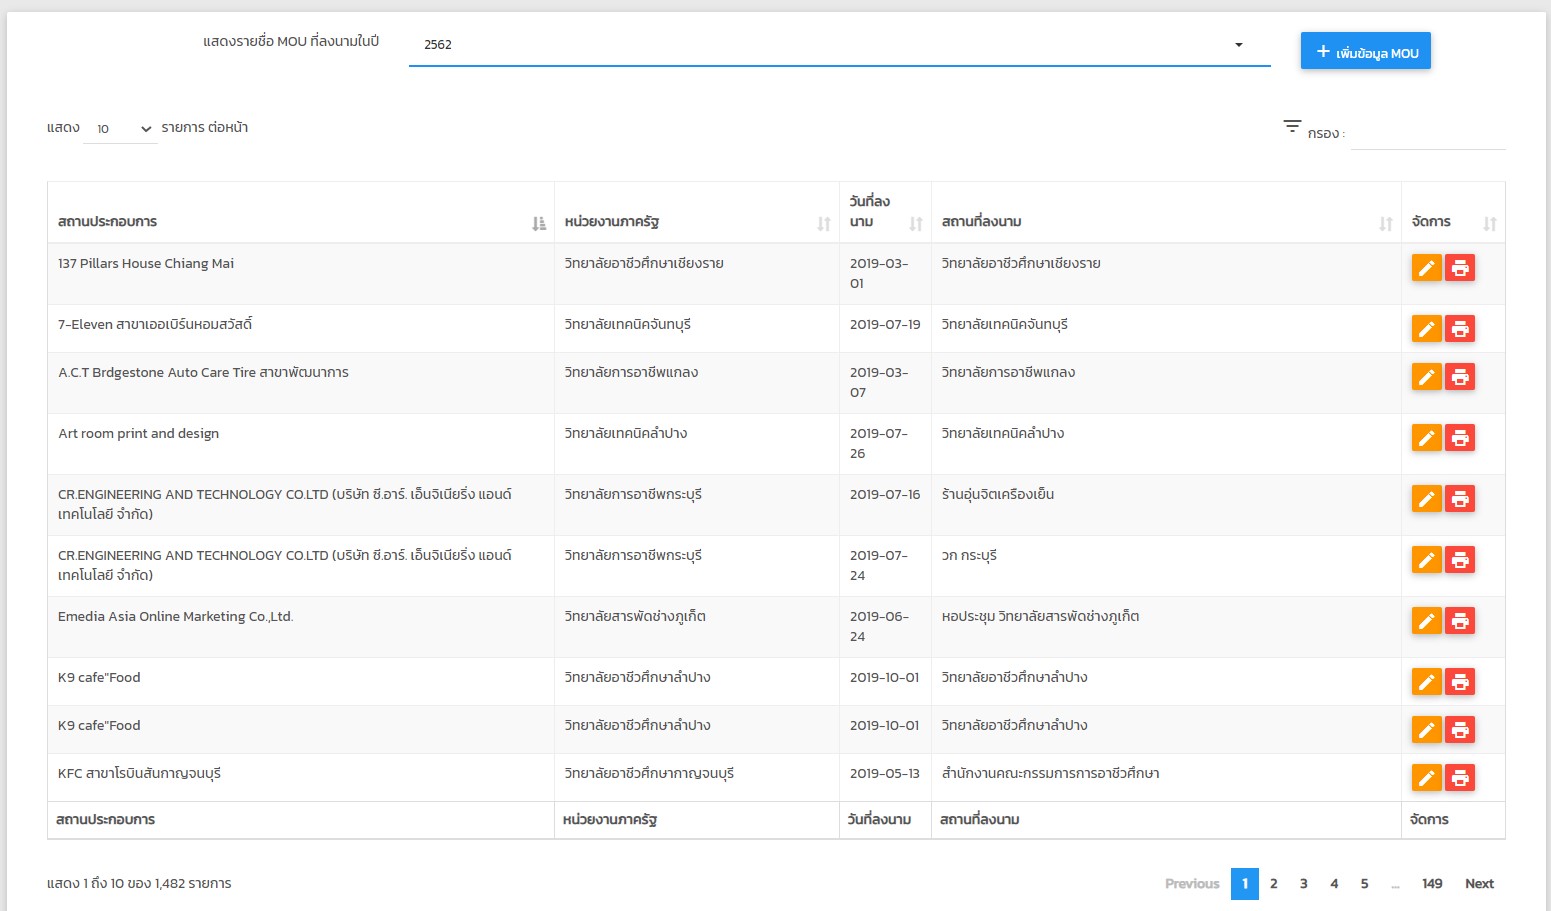 แสดงรายชื่อ MOU ที่ลงนามในปี 2562 + เพิ่มข้อมูล MOU
แสดง 10 รายการ ต่อหน้า กรอง :
สถานประกอบการ หน่วยงานภาครัฐ วันที่ลง สถานที่ลงนาม จัดการ
นาม
137 Pillars House Chiang Mai วิทยาลัยอาชีวศึกษาเชียงราย 2019-03- วิทยาลัยอาชีวศึกษาเชียงราย
01
7-Eleven สาขาเออเบิร์นหอมสวัสดิ์ วิทยาลัยเทคนิคจันทบุรี 2019-07-19 วิทยาลัยเทคนิคจันทบุรี
A.C.T Brdgestone Auto Care Tire สาขาพัฒนาการ วิทยาลัยการอาชีพแกลง 2019-03- วิทยาลัยการอาชีพแกลง
07
Art room print and design วิทยาลัยเทคนิคลำปาง 2019-07- วิทยาลัยเทคนิคลำปาง
26
CR.ENGINEERING AND TECHNOLOGY CO.LTD (บริษัท ซี.อาร์. เอ็นจิเนียริ่ง แอนด์ วิทยาลัยการอาชีพกระบุรี 2019-07-16 ร้านอุ่นจิตเครืองเย็น
เทคโนโลยี จำกัด)
CR.ENGINEERING AND TECHNOLOGY CO.LTD (บริษัท ซี.อาร์. เอ็นจิเนียริ่ง แอนด์ วิทยาลัยการอาชีพกระบุรี 2019-07- วก กระบุรี
เทคโนโลยี จำกัด) 24
Emedia Asia Online Marketing Co.,Ltd. วิทยาลัยสารพัดช่างภูเก็ต 2019-06- หอประชุม วิทยาลัยสารพัดช่างภูเก็ต
24
K9 cafe"Food วิทยาลัยอาชีวศึกษาลำปาง 2019-10-01 วิทยาลัยอาชีวศึกษาลำปาง
K9 cafe"Food วิทยาลัยอาชีวศึกษาลำปาง 2019-10-01 วิทยาลัยอาชีวศึกษาลำปาง
KFC สาขาโรบินสันกาญจนบุรี วิทยาลัยอาชีวศึกษากาญจนบุรี 2019-05-13 สำนักงานคณะกรรมการการอาชีวศึกษา
สถานประกอบการ หน่วยงานภาครัฐ วันที่ลงนาม สถานที่ลงนาม จัดการ
แสดง 1 ถึง 10 ของ 1,482 รายการ Previous 1 2 3 4 5 ... 149 Next